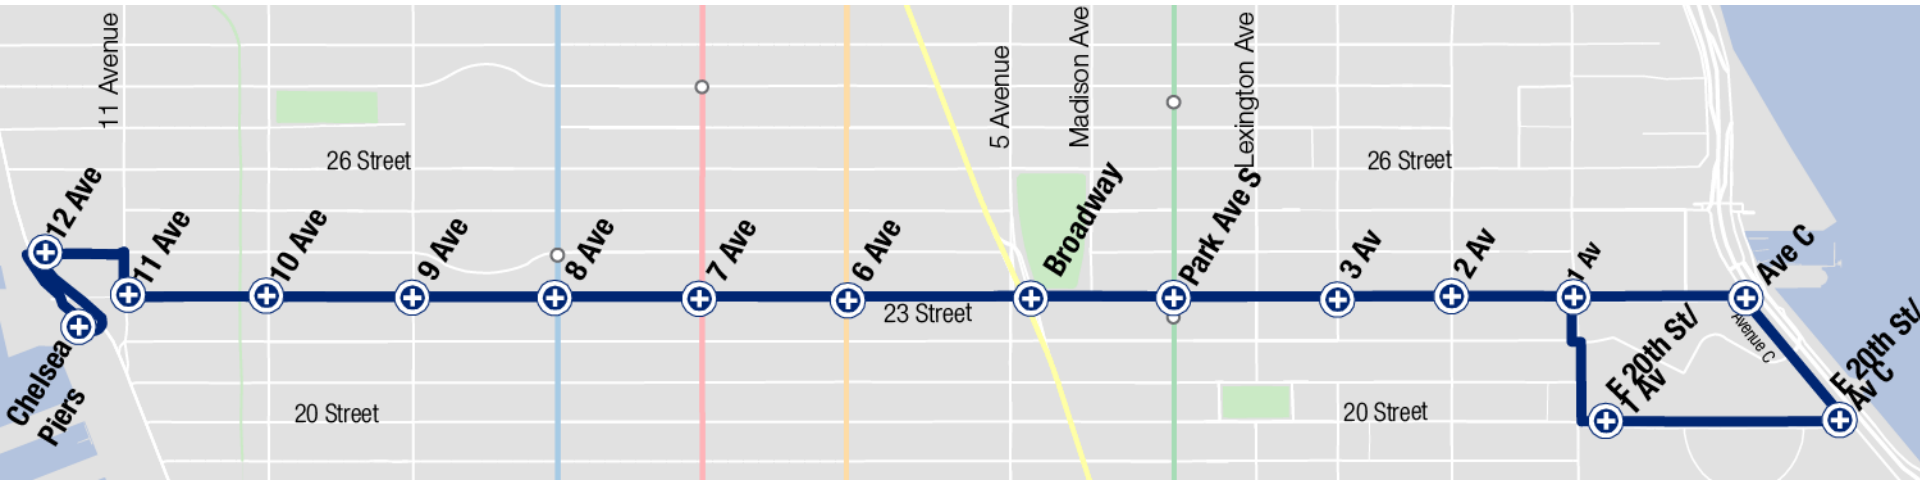 11 Avenue
5 Avenue
Madison Ave
Lexington Ave
26 Street
26 Street
12 Ave
11 Ave
10 Ave
9 Ave
8 Ave
7 Ave
6 Ave
Broadway
Park Ave S
3 Av
2 Av
1 Av
Ave C
23 Street
Avenue C
Chelsea
Piers
E 20th St/
1 Av
E 20th St/
Av C
20 Street
20 Street